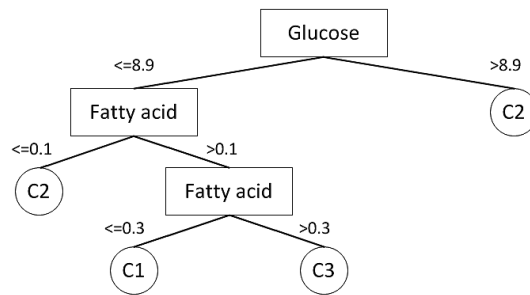 Glucose
<=8.9
>8.9
Fatty acid
C2
<=0.1
>0.1
C2
Fatty acid
<=0.3
>0.3
C1
C3